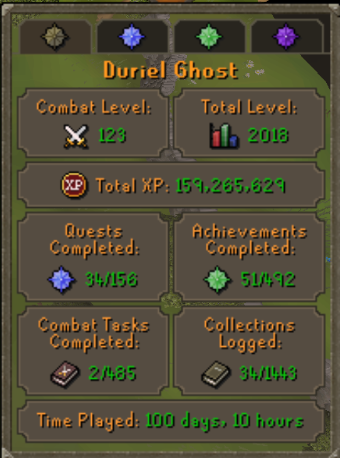 Duriel Ghost
Combat Level:
123
Total Level:
2018
XP Total XP: 159,265,629
Quests
Completed:
34/156
Achievements
Completed:
51/492
Combat Tasks
Completed:
2/485
Collections
Logged:
34/1443
Time Played: 100 days, 10 hours